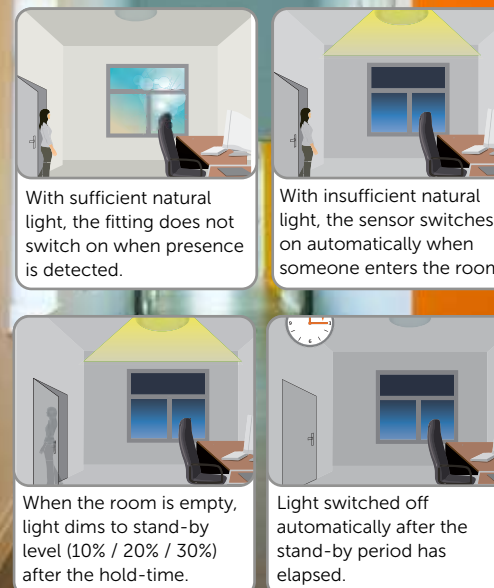 With sufficient natural
light, the fitting does not
switch on when presence
is detected.
With insufficient natural
light, the sensor switches
on automatically when
someone enters the room
When the room is empty,
light dims to stand-by
level (10% / 20% / 30%)
after the hold-time.
Light switched off
automatically after the
stand-by period has
elapsed.